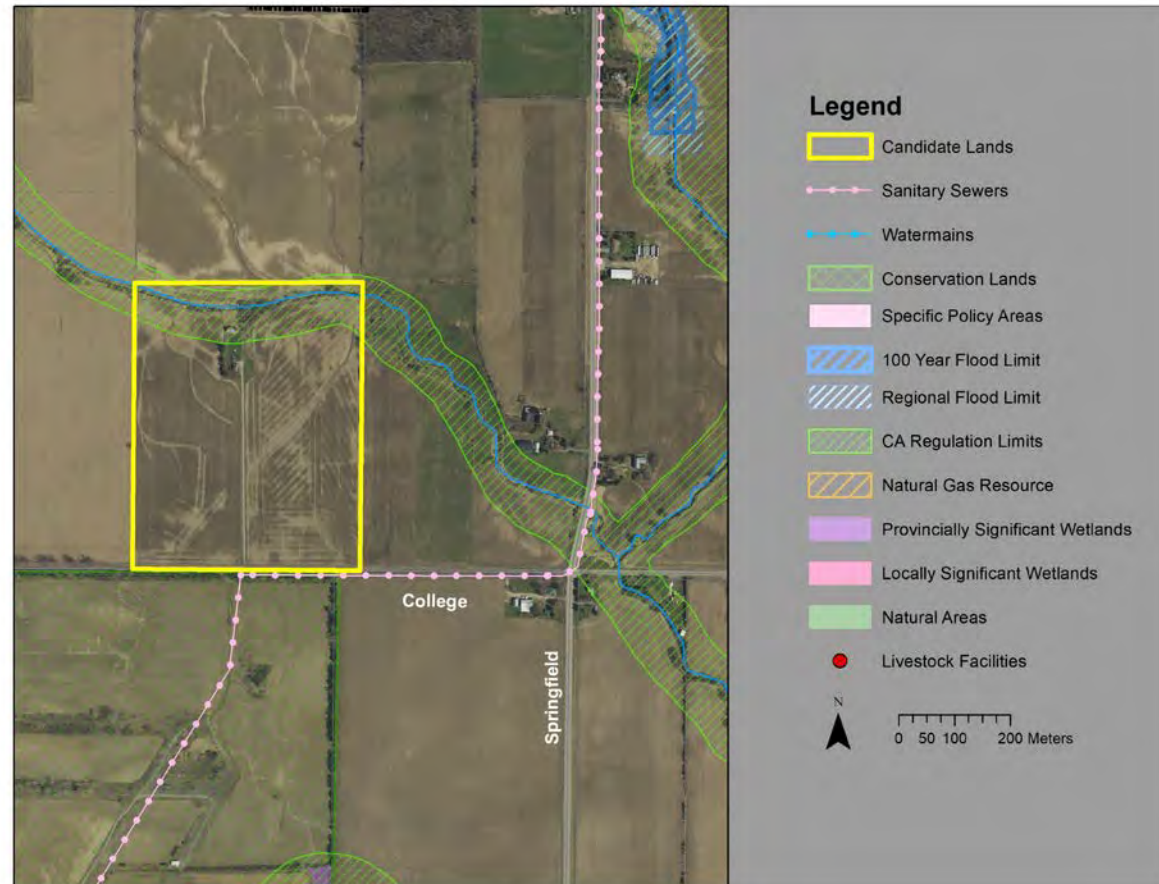 College
Springfield
Legend
Candidate Lands
Sanitary Sewers
Watermains
Conservation Lands
Specific Policy Areas
100 Year Flood Limit
Regional Flood Limit
CA Regulation Limits
Natural Gas Resource
Provincially Significant Wetlands
Locally Significant Wetlands
Natural Areas
Livestock Facilities
N
0 50 100 200 Meters